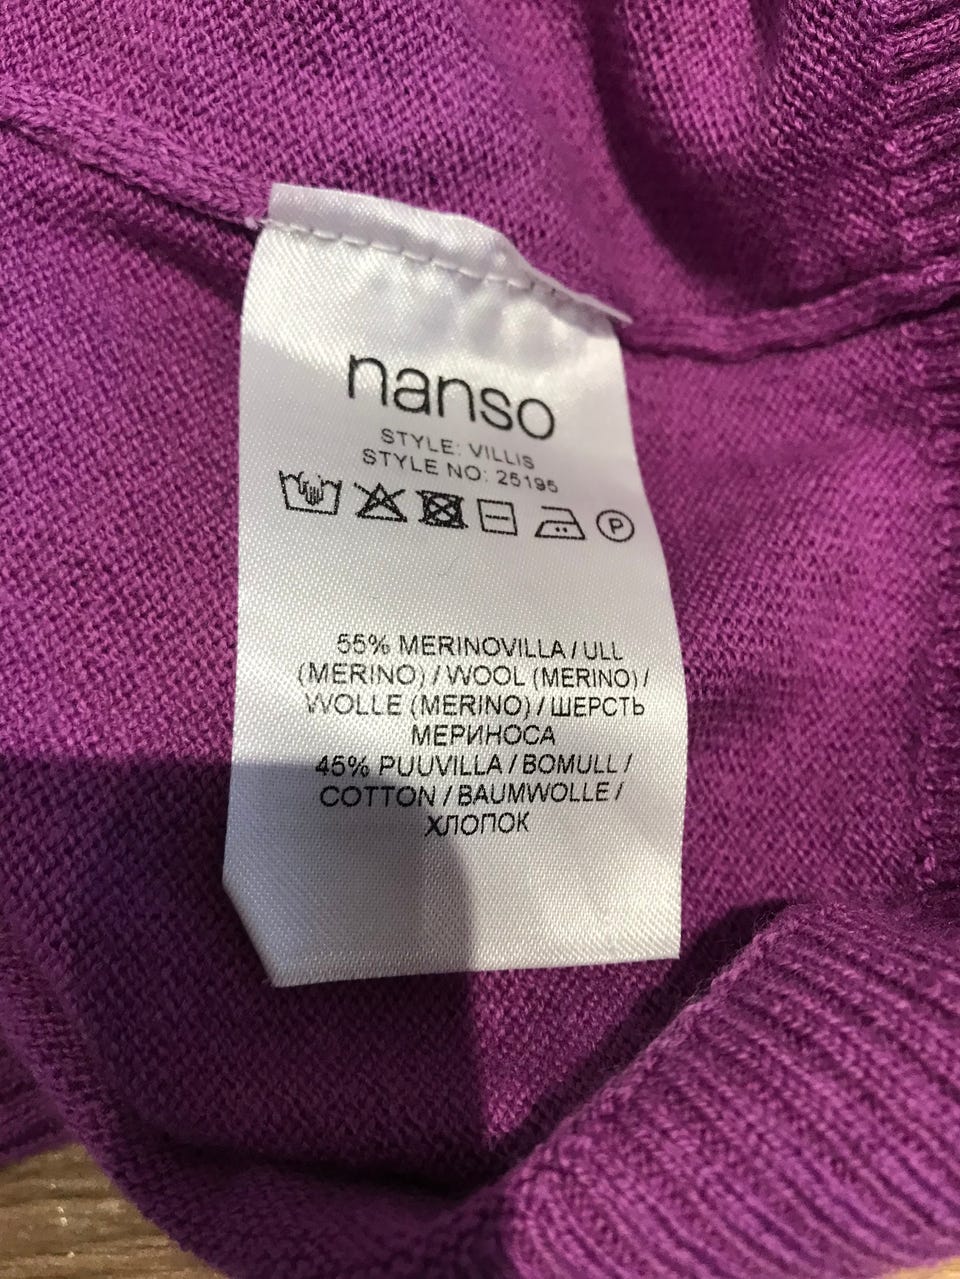 nanso
STYLE: VILLIS
STYLE NO: 25195
P
55% MERINOVILLA / ULL
(MERINO) / WOOL (MERINO) /
WOLLE (MERINO) / ШЕРСТЬ
МЕРИНОСА
45% PUUVILLA / BOMULL /
COTTON / BAUMWOLLE /
ХЛОПОК